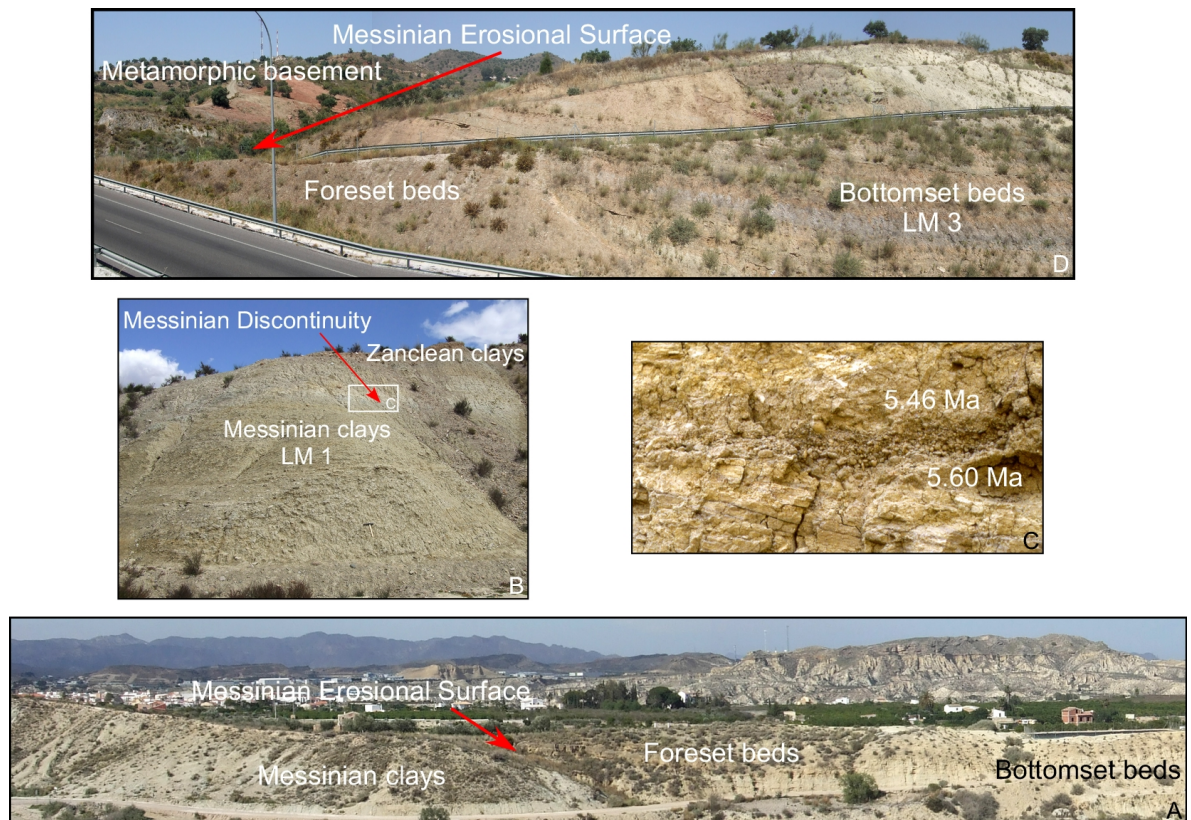 Messinian Erosional Surface
Metamorphic basement
Foreset beds
Bottomset beds
LM 3
D
Messinian Discontinuity
Zanclean clays
C
Messinian clays
LM 1
B
5.46 Ma
5.60 Ma
C
Messinian Erosional Surface
Foreset beds
Messinian clays
Bottomset beds
A